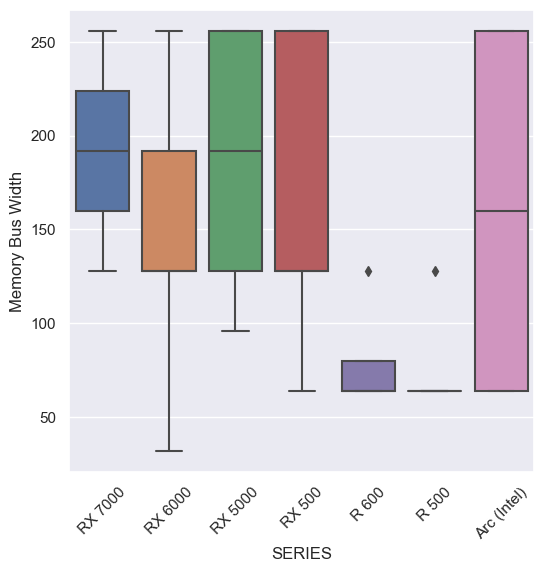 250
200
150
100
50
Memory Bus Width
RX 7000
RX 6000
RX 5000
RX 500
R 600
R 500
Arc (Intel)
SERIES